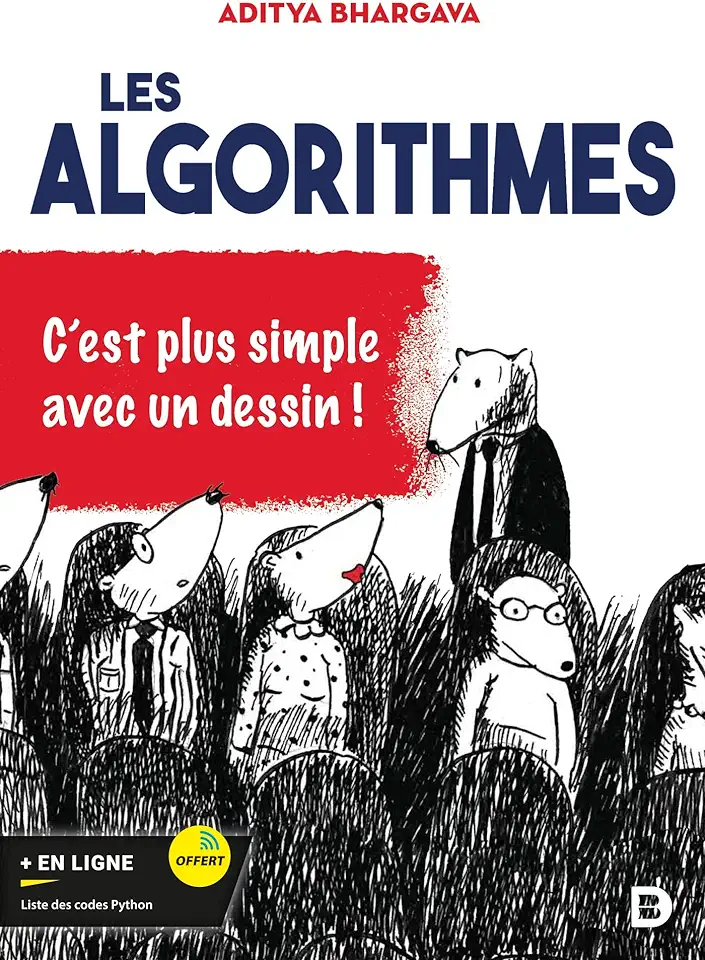 ADITYA BHARGAVA
LES
ALGORITHMES
C'est plus simple
avec un dessin !
+ EN LIGNE
OFFERT
Liste des codes Python